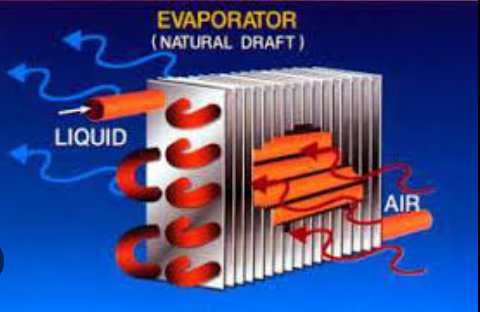 EVAPORATOR
(NATURAL DRAFT)
LIQUID
AIR